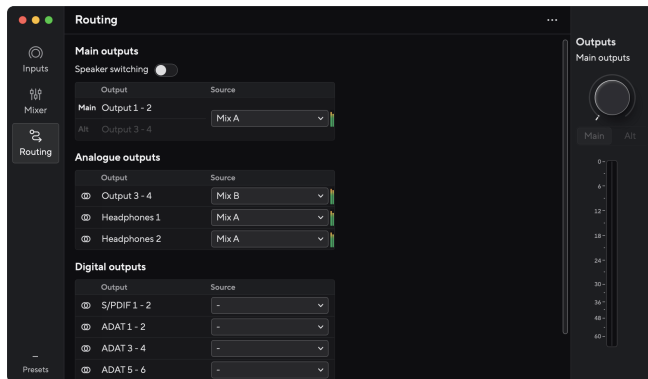 Routing
...
Outputs
Main outputs
Inputs
Mixer
Routing
Presets
Main outputs
Speaker switching
Output Source
Main Output 1 - 2
Mix A
Alt Output 3 - 4
Analogue outputs
Output Source
Output 3 - 4 Mix B
Headphones 1 Mix A
Headphones 2 Mix A
Digital outputs
Output Source
S/PDIF 1 - 2 -
ADAT 1 - 2 -
ADAT 3 - 4 -
ADAT 5 - 6 -
Main Alt
0
6
12
18
24
30
36
48
60